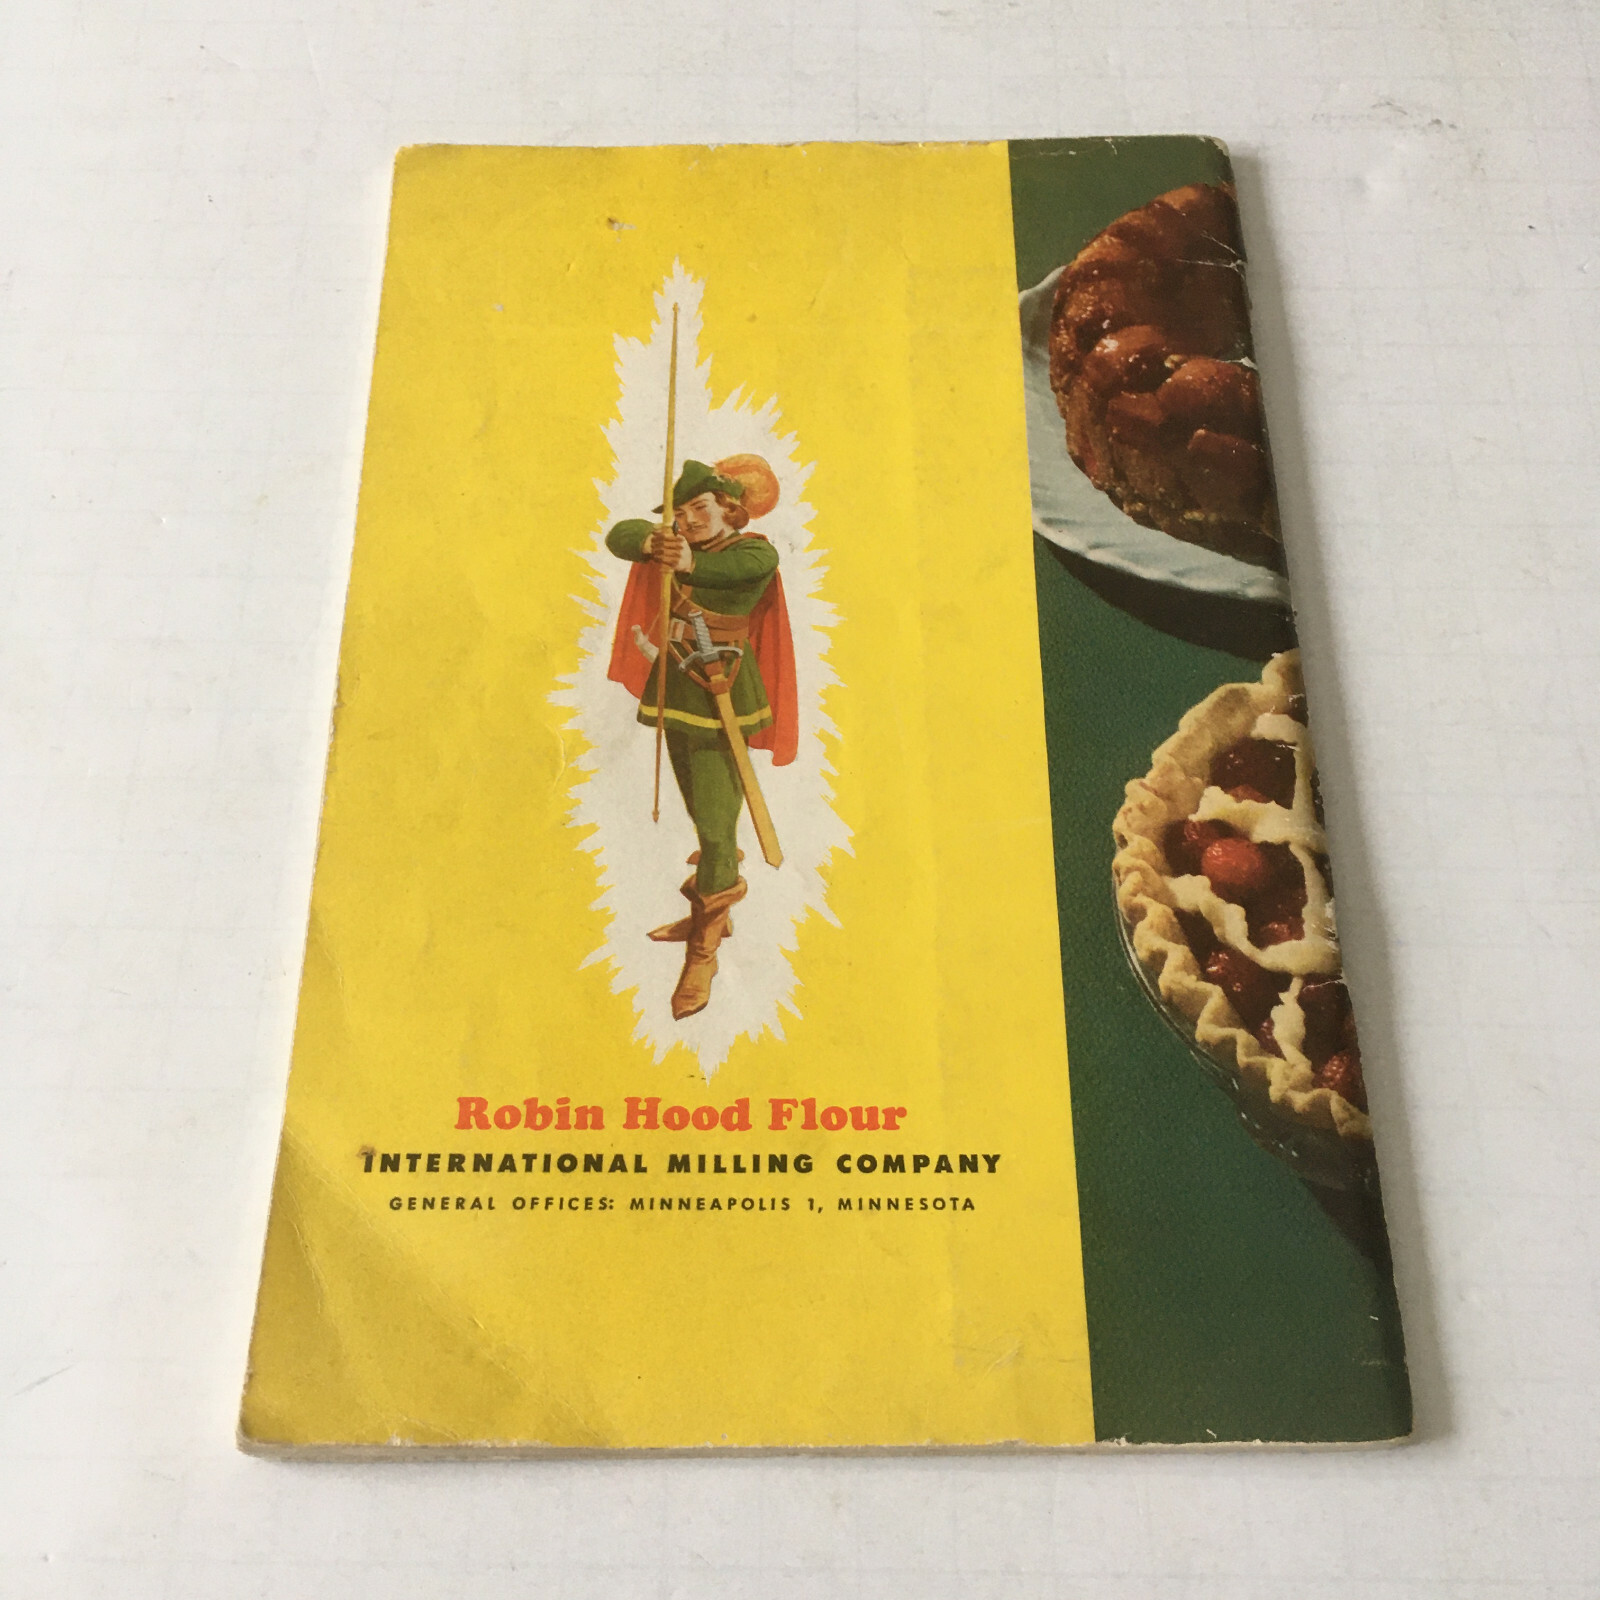 Robin Hood Flour
INTERNATIONAL MILLING COMPANY
GENERAL OFFICES: MINNEAPOLIS 1, MINNESOTA